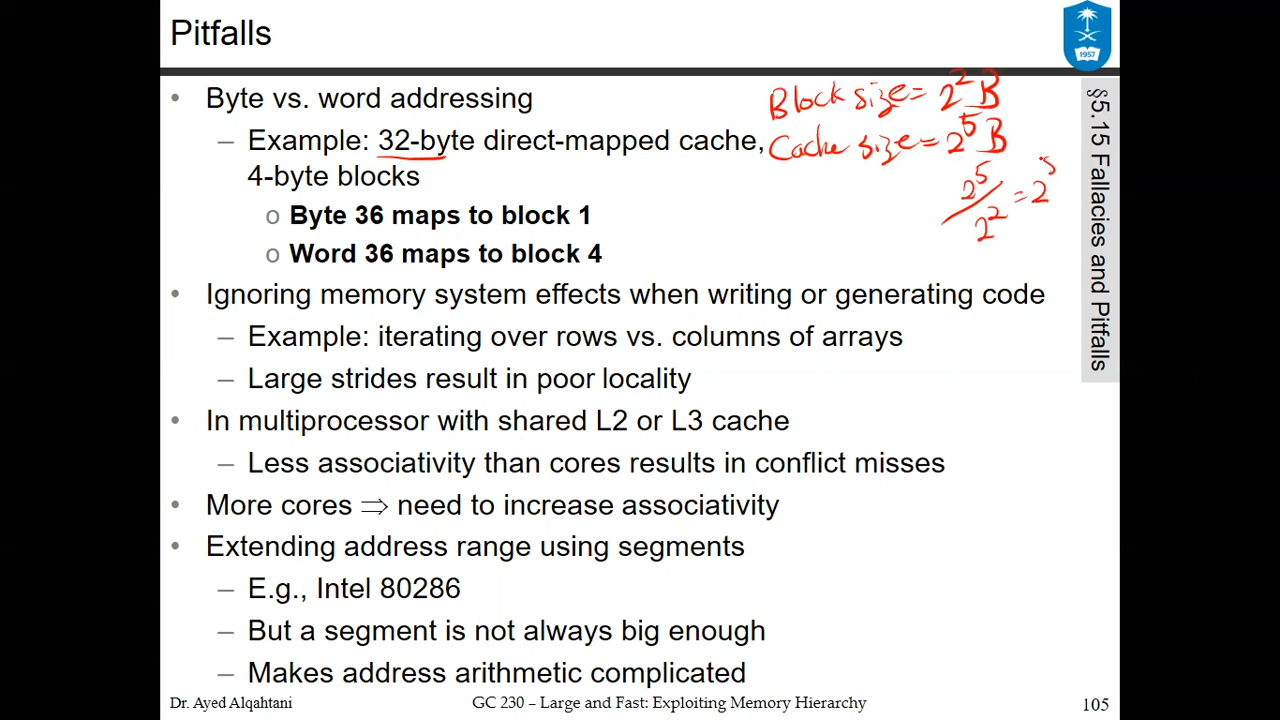 Pitfalls
1957
• Byte vs. word addressing
Block size = 2² B
– Example: 32-byte direct-mapped cache,
Cache size = 2⁵ B
4-byte blocks
2⁵/2² = 2³
o Byte 36 maps to block 1
o Word 36 maps to block 4
• Ignoring memory system effects when writing or generating code
– Example: iterating over rows vs. columns of arrays
– Large strides result in poor locality
• In multiprocessor with shared L2 or L3 cache
– Less associativity than cores results in conflict misses
• More cores ⇒ need to increase associativity
• Extending address range using segments
– E.g., Intel 80286
– But a segment is not always big enough
– Makes address arithmetic complicated
§5.15 Fallacies and Pitfalls
Dr. Ayed Alqahtani
GC 230 – Large and Fast: Exploiting Memory Hierarchy
105